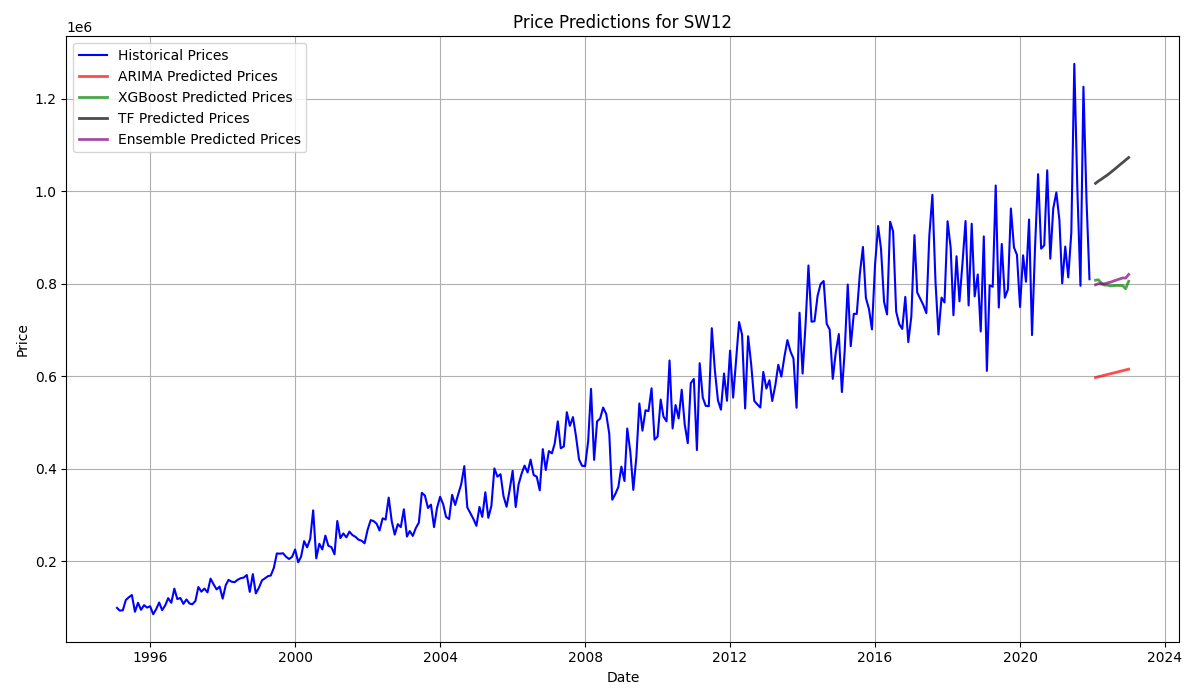 Price Predictions for SW12
1e6
Historical Prices
ARIMA Predicted Prices
XGBoost Predicted Prices
TF Predicted Prices
Ensemble Predicted Prices
1.2
1.0
0.8
0.6
0.4
0.2
Price
1996 2000 2004 2008 2012 2016 2020 2024
Date